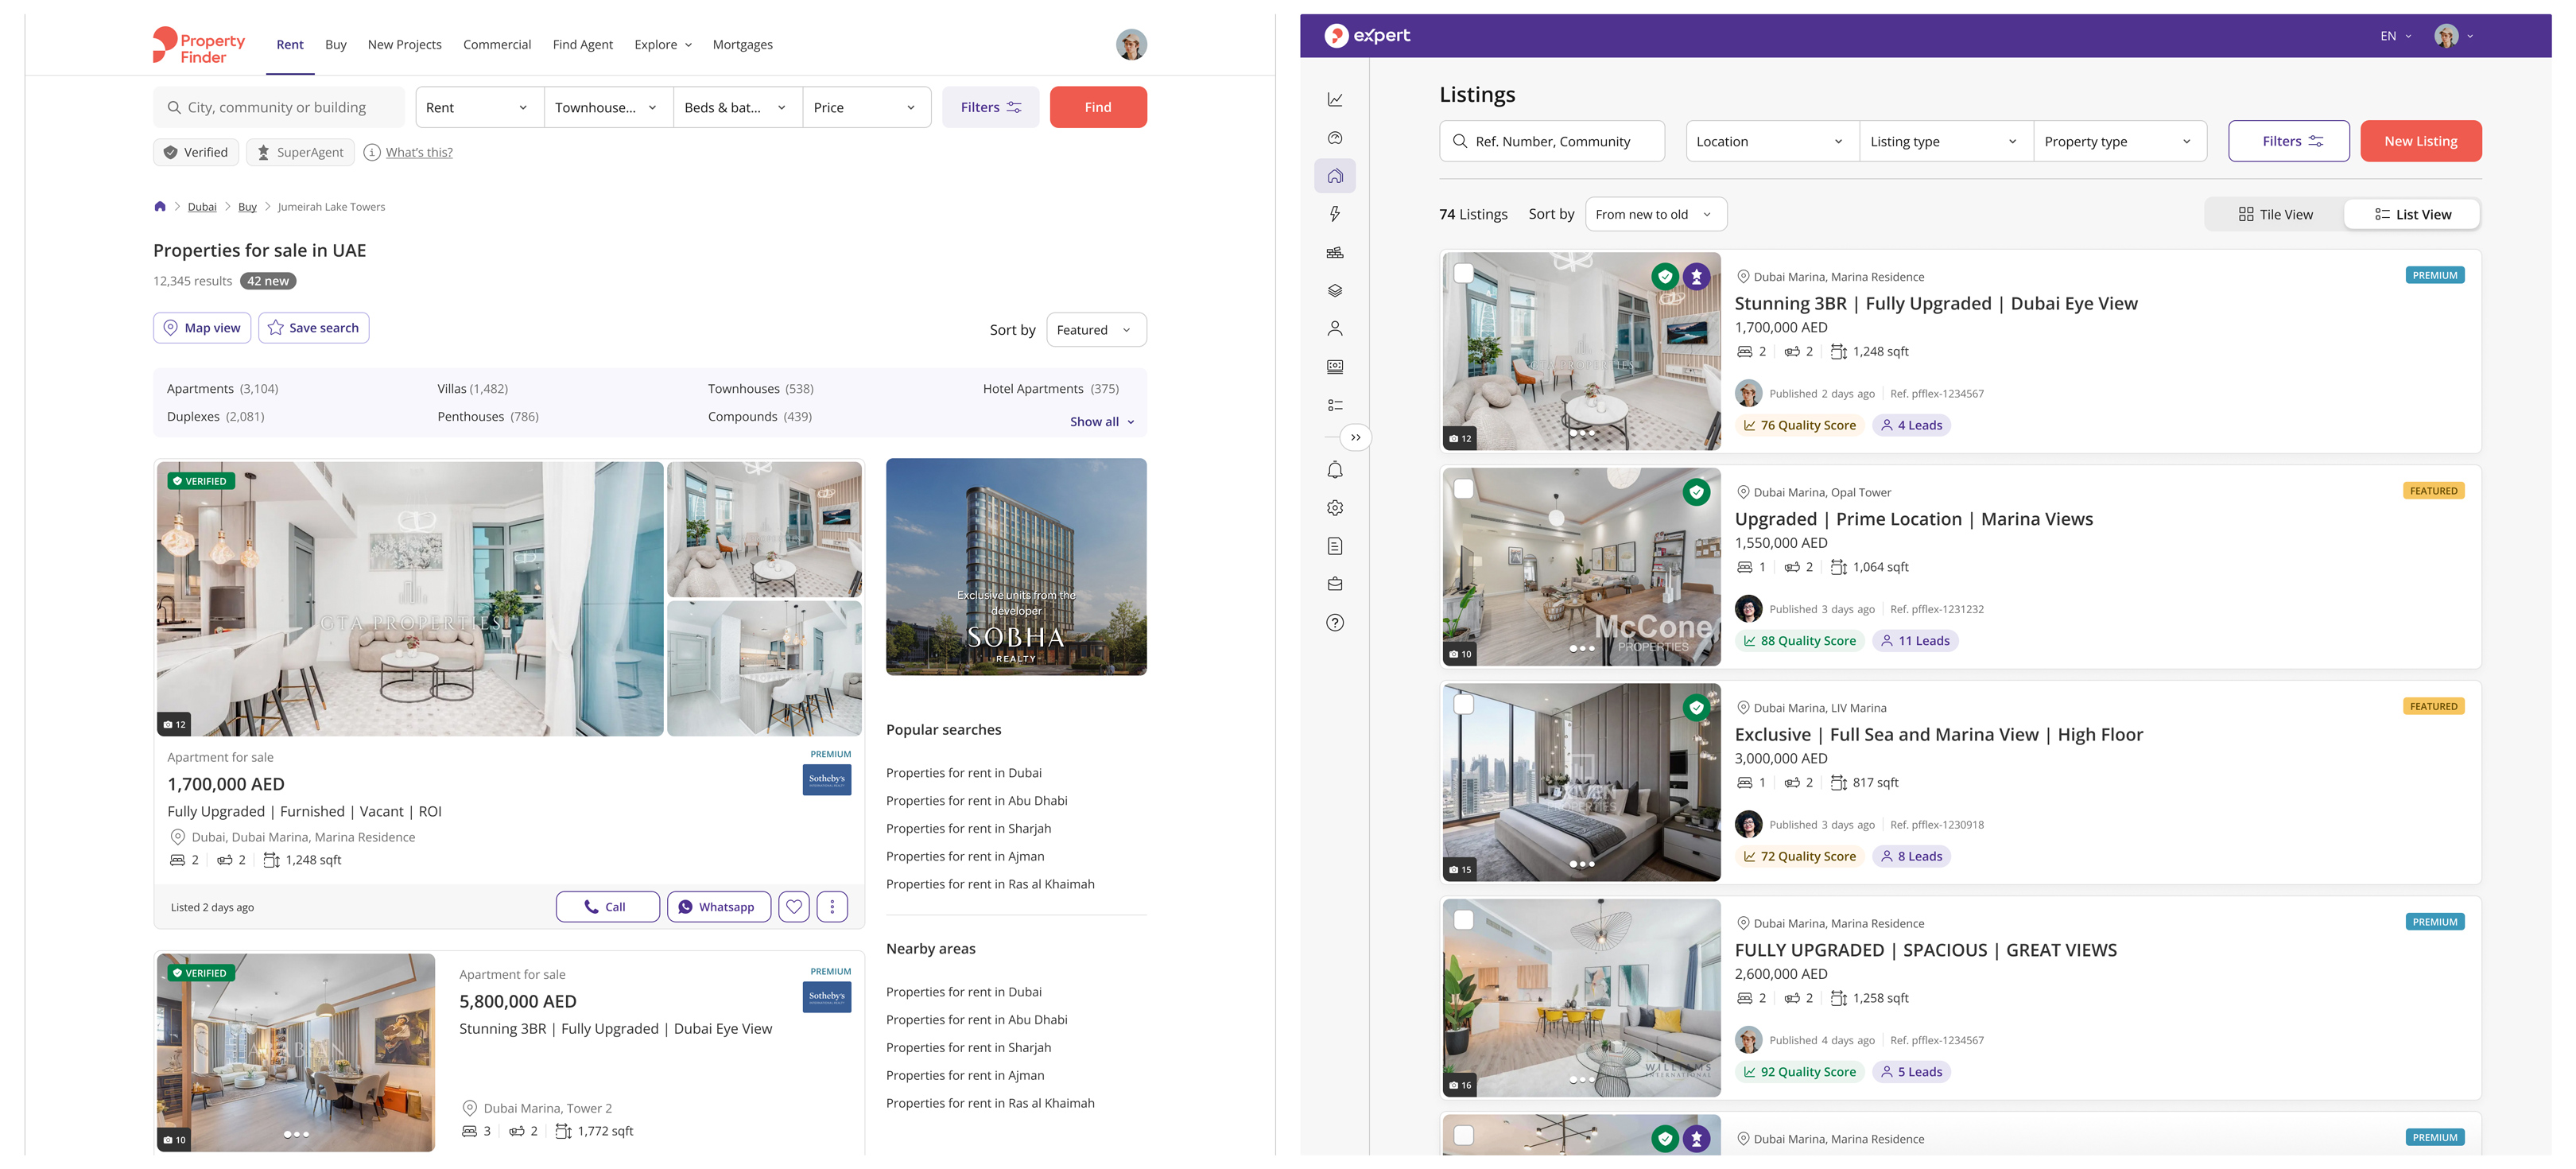 Property Finder
Rent
Buy
New Projects
Commercial
Find Agent
Explore
Mortgages
City, community or building
Rent
Townhouse...
Beds & bat...
Price
Filters
Find
Verified
SuperAgent
What's this?
Dubai
Buy
Jumeirah Lake Towers
Properties for sale in UAE
12,345 results
42 new
Map view
Save search
Sort by
Featured
Apartments (3,104)
Villas (1,482)
Townhouses (538)
Hotel Apartments (375)
Duplexes (2,081)
Penthouses (786)
Compounds (439)
Show all
VERIFIED
GTA PROPERTIES
12
Apartment for sale
PREMIUM
1,700,000 AED
Sotheby's
INTERNATIONAL REALTY
Fully Upgraded | Furnished | Vacant | ROI
Dubai, Dubai Marina, Marina Residence
2
2
1,248 sqft
Listed 2 days ago
Call
Whatsapp
VERIFIED
10
Apartment for sale
PREMIUM
5,800,000 AED
Sotheby's
INTERNATIONAL REALTY
Stunning 3BR | Fully Upgraded | Dubai Eye View
Dubai Marina, Tower 2
3
2
1,772 sqft
Exclusive units from the
developer
SOBHA
REALTY
Popular searches
Properties for rent in Dubai
Properties for rent in Abu Dhabi
Properties for rent in Sharjah
Properties for rent in Ajman
Properties for rent in Ras al Khaimah
Nearby areas
Properties for rent in Dubai
Properties for rent in Abu Dhabi
Properties for rent in Sharjah
Properties for rent in Ajman
Properties for rent in Ras al Khaimah
expert
EN
Listings
Ref. Number, Community
Location
Listing type
Property type
Filters
New Listing
74 Listings
Sort by
From new to old
Tile View
List View
GTA PROPERTIES
12
Dubai Marina, Marina Residence
PREMIUM
Stunning 3BR | Fully Upgraded | Dubai Eye View
1,700,000 AED
2
2
1,248 sqft
Published 2 days ago
Ref. pfflex-1234567
76 Quality Score
4 Leads
McCone
PROPERTIES
10
Dubai Marina, Opal Tower
FEATURED
Upgraded | Prime Location | Marina Views
1,550,000 AED
1
2
1,064 sqft
Published 3 days ago
Ref. pfflex-1231232
88 Quality Score
11 Leads
DRIVEN
PROPERTIES
15
Dubai Marina, LIV Marina
FEATURED
Exclusive | Full Sea and Marina View | High Floor
3,000,000 AED
1
2
817 sqft
Published 3 days ago
Ref. pfflex-1230918
72 Quality Score
8 Leads
WILLIAMS
INTERNATIONAL
16
Dubai Marina, Marina Residence
PREMIUM
FULLY UPGRADED | SPACIOUS | GREAT VIEWS
2,600,000 AED
2
2
1,258 sqft
Published 4 days ago
Ref. pfflex-1234567
92 Quality Score
5 Leads
Dubai Marina, Marina Residence
PREMIUM